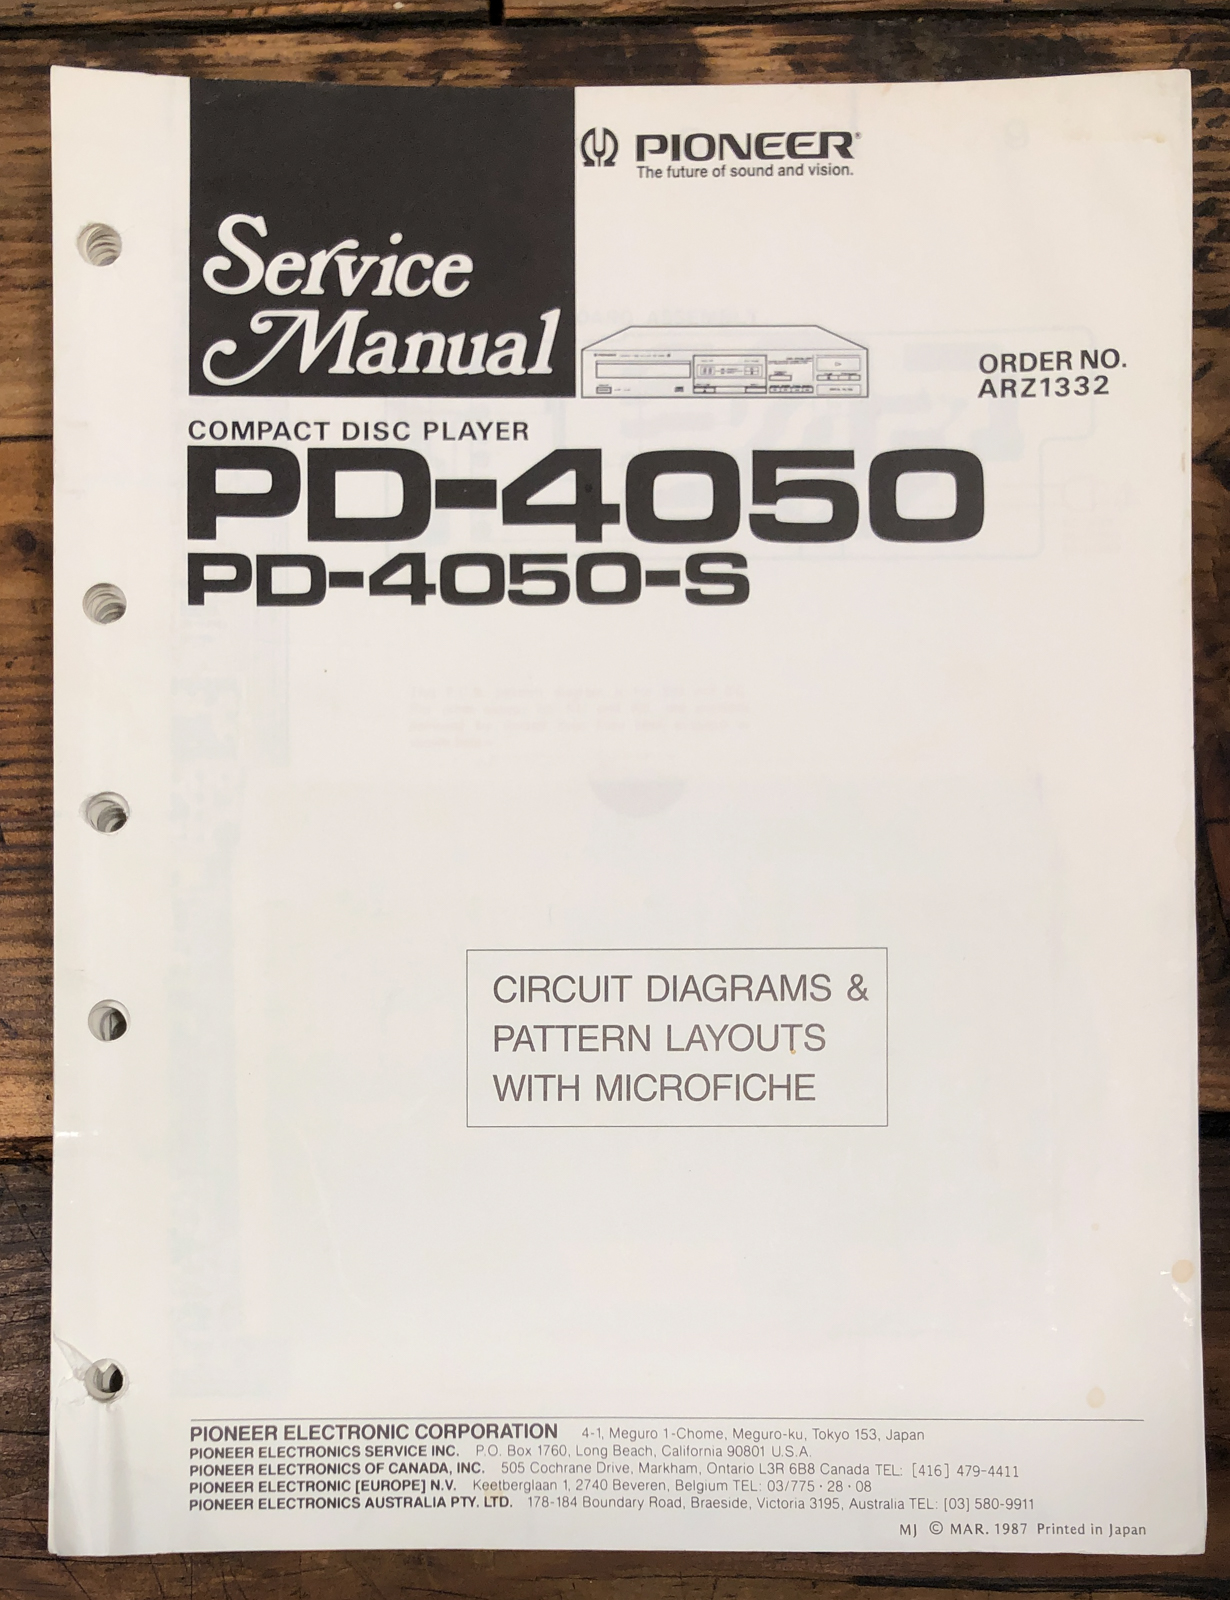 PIONEER®
The future of sound and vision.
Service
Manual
ORDER NO.
ARZ1332
COMPACT DISC PLAYER
PD-4050
PD-4050-S
CIRCUIT DIAGRAMS &
PATTERN LAYOUTS
WITH MICROFICHE
PIONEER ELECTRONIC CORPORATION 4-1, Meguro 1-Chome, Meguro-ku, Tokyo 153, Japan
PIONEER ELECTRONICS SERVICE INC. P.O. Box 1760, Long Beach, California 90801 U.S.A.
PIONEER ELECTRONICS OF CANADA, INC. 505 Cochrane Drive, Markham, Ontario L3R 6B8 Canada TEL: [416] 479-4411
PIONEER ELECTRONIC [EUROPE] N.V. Keetberglaan 1, 2740 Beveren, Belgium TEL: 03/775·28·08
PIONEER ELECTRONICS AUSTRALIA PTY. LTD. 178-184 Boundary Road, Braeside, Victoria 3195, Australia TEL: [03] 580-9911
MJ © MAR. 1987 Printed in Japan